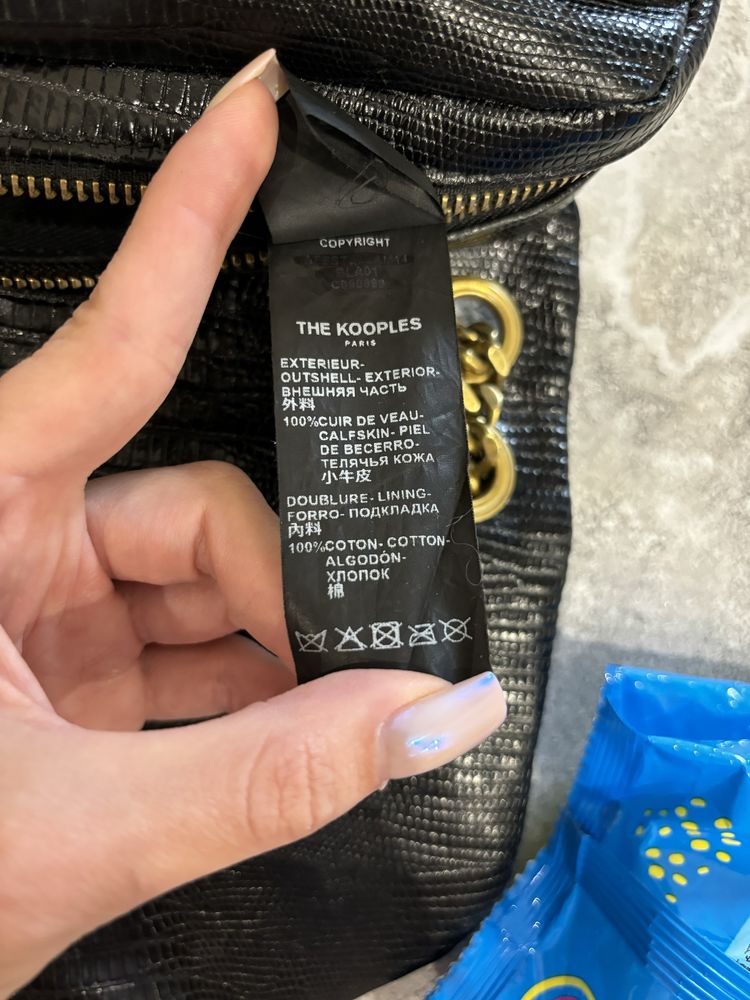 COPYRIGHT
THE KOOPLES
PARIS
EXTERIEUR-
OUTSHELL- EXTERIOR-
ВНЕШНЯЯ ЧАСТЬ
外料
100%CUIR DE VEAU-
CALFSKIN- PIEL
DE BECERRO-
ТЕЛЯЧЬЯ КОЖА
小牛皮
DOUBLURE- LINING-
FORRO- ПОДКЛАДКА
內料
100%COTON- COTTON-
ALGODÓN-
ХЛОПОК
棉